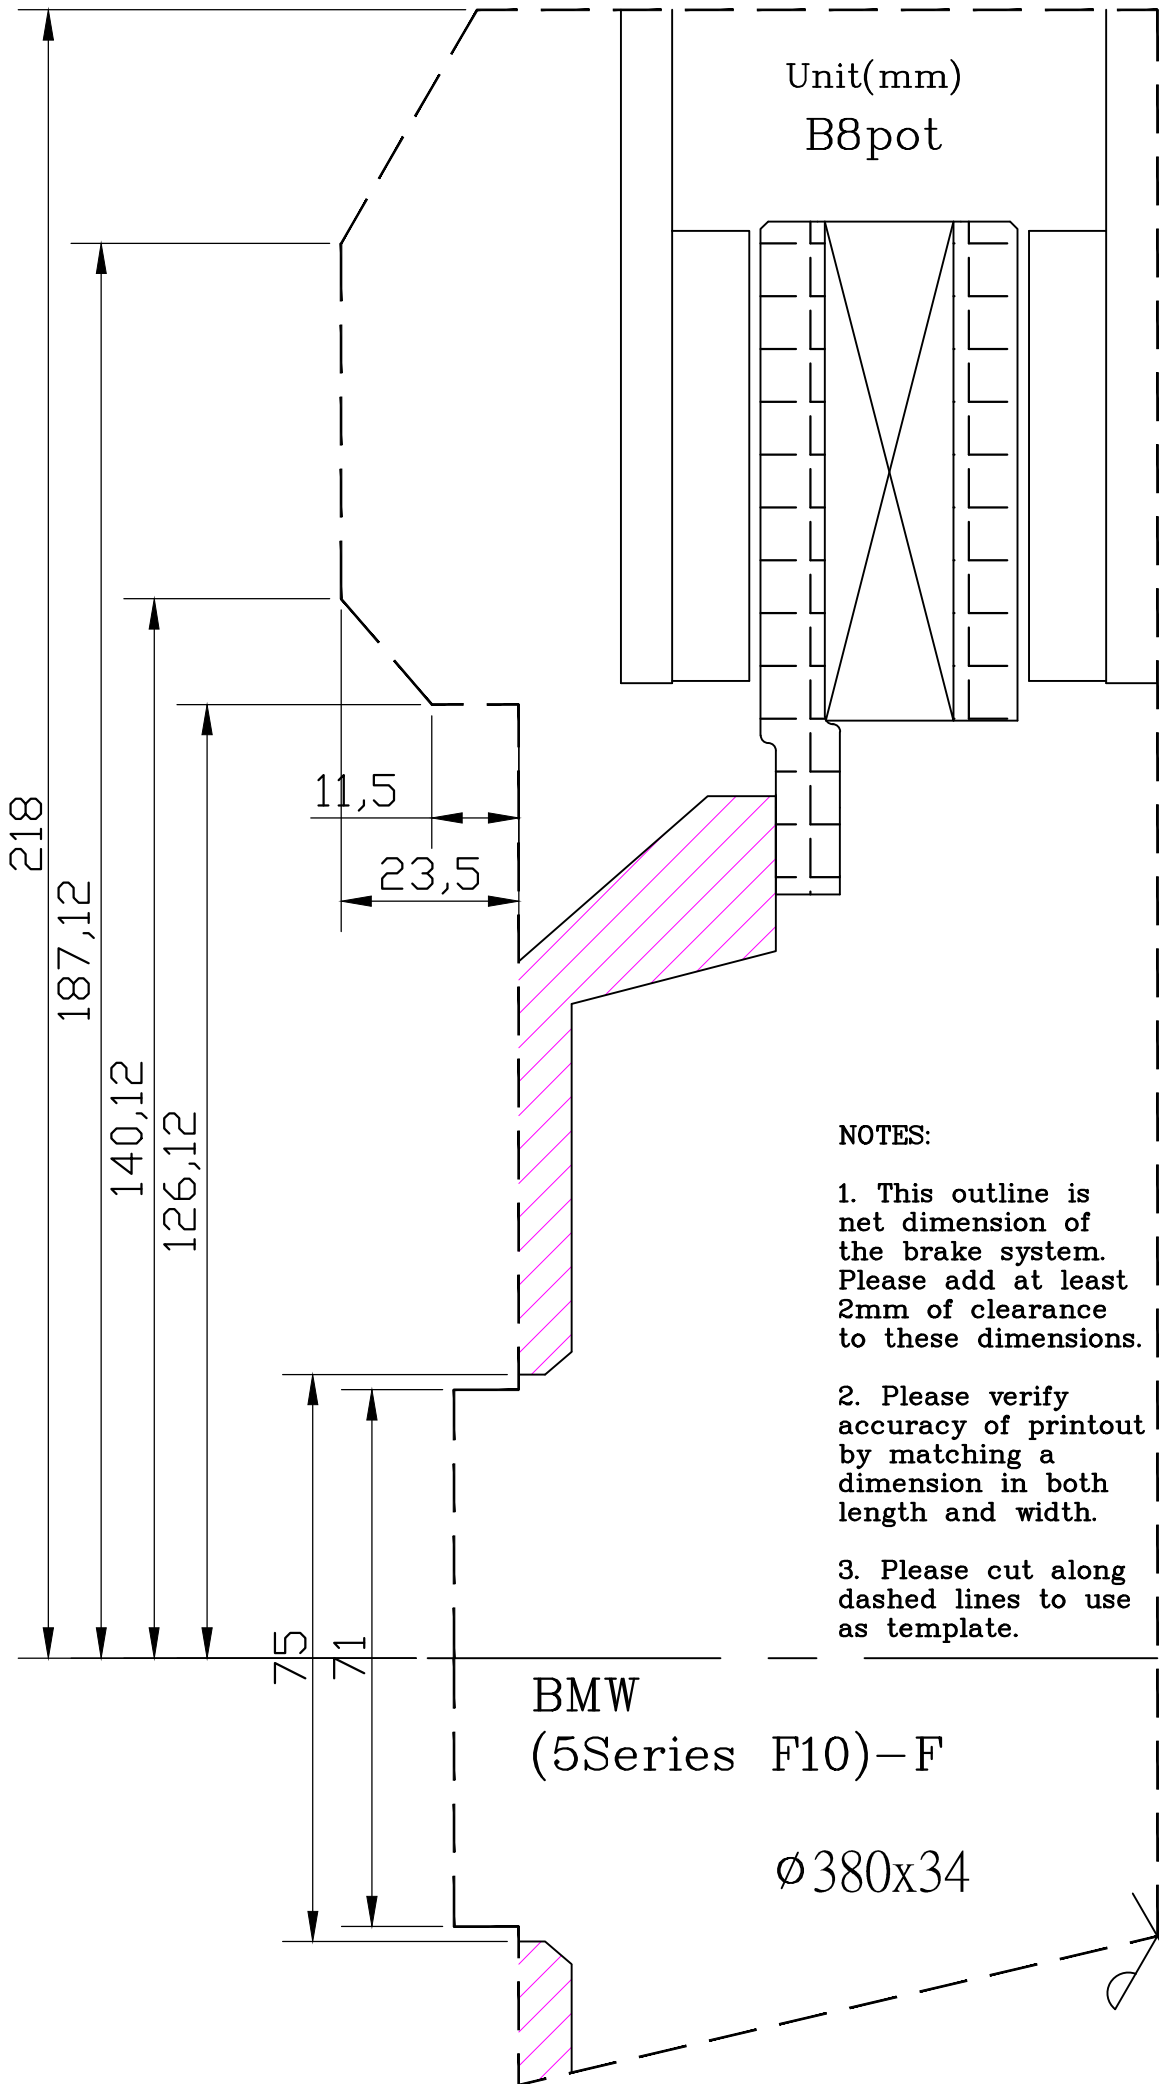 Unit(mm)
B8pot
11,5
23,5
218
187,12
140,12
126,12
NOTES:
1. This outline is
net dimension of
the brake system.
Please add at least
2mm of clearance
to these dimensions.
2. Please verify
accuracy of printout
by matching a
dimension in both
length and width.
3. Please cut along
dashed lines to use
as template.
75
71
BMW
(5Series F10)-F
⌀380x34